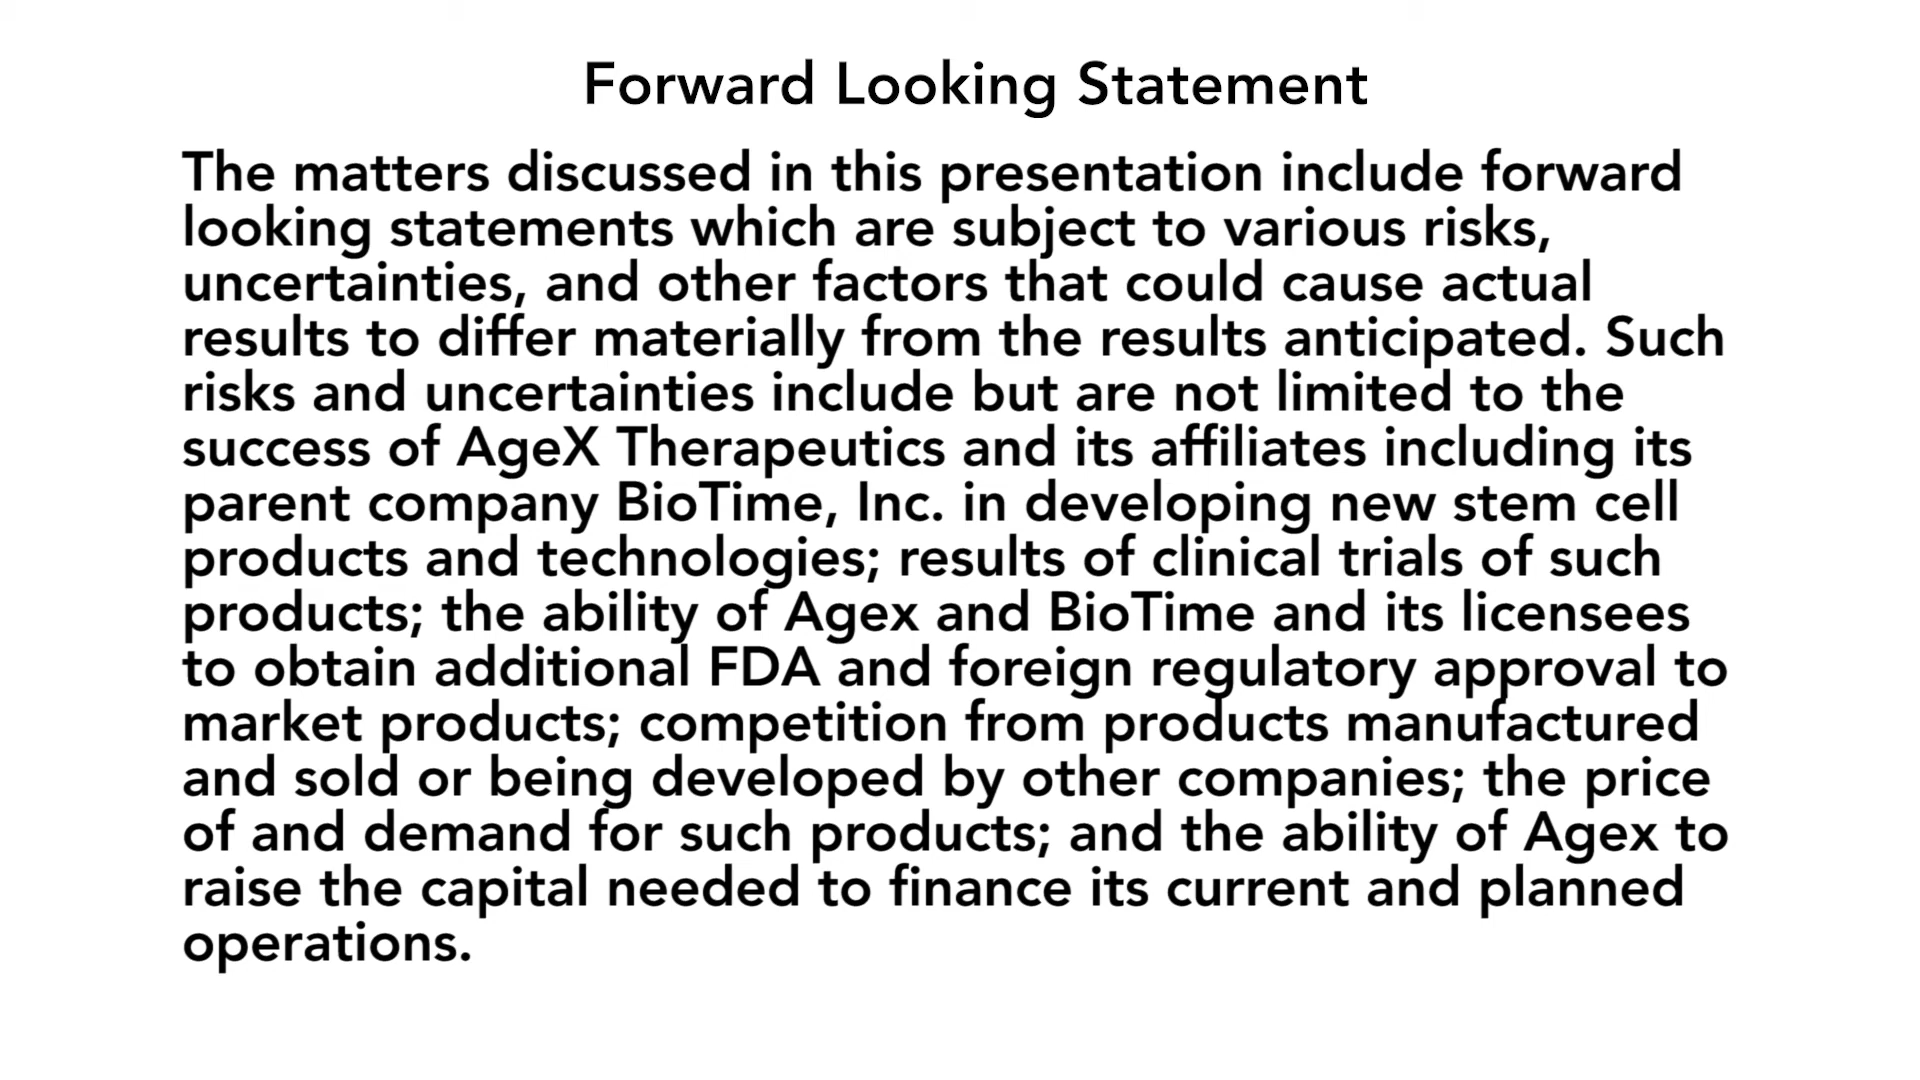 Forward Looking Statement
The matters discussed in this presentation include forward
looking statements which are subject to various risks,
uncertainties, and other factors that could cause actual
results to differ materially from the results anticipated. Such
risks and uncertainties include but are not limited to the
success of AgeX Therapeutics and its affiliates including its
parent company BioTime, Inc. in developing new stem cell
products and technologies; results of clinical trials of such
products; the ability of Agex and BioTime and its licensees
to obtain additional FDA and foreign regulatory approval to
market products; competition from products manufactured
and sold or being developed by other companies; the price
of and demand for such products; and the ability of Agex to
raise the capital needed to finance its current and planned
operations.